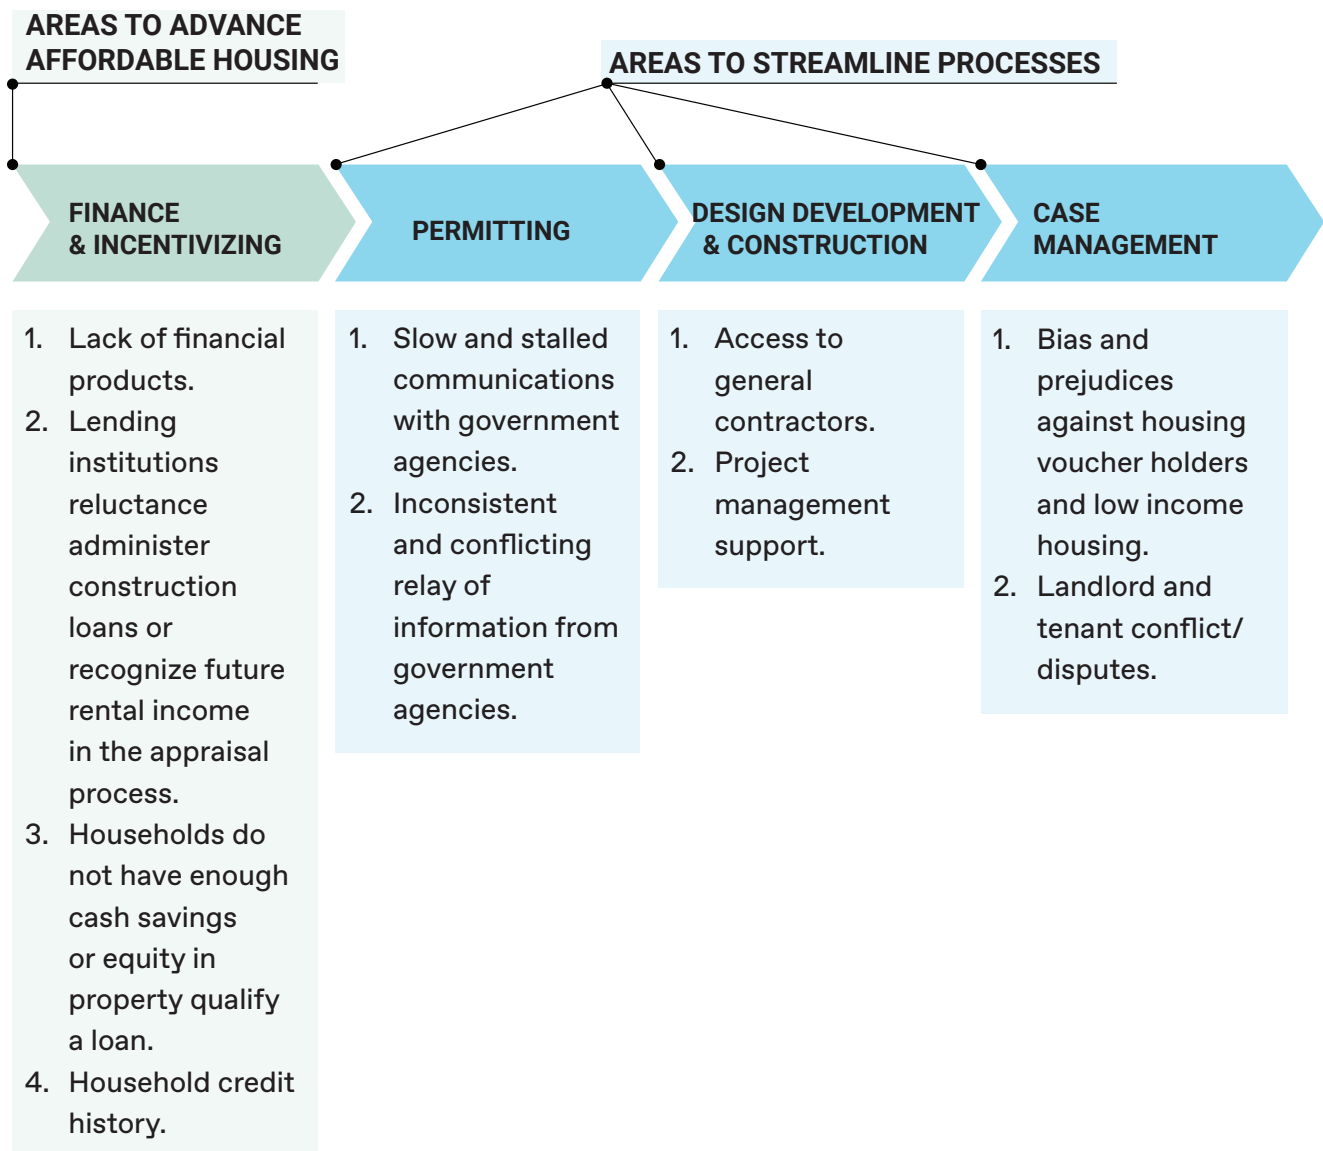 AREAS TO ADVANCE
AFFORDABLE HOUSING
AREAS TO STREAMLINE PROCESSES
FINANCE
& INCENTIVIZING
PERMITTING
DESIGN DEVELOPMENT
& CONSTRUCTION
CASE
MANAGEMENT
1. Lack of financial
products.
2. Lending
institutions
reluctance
administer
construction
loans or
recognize future
rental income
in the appraisal
process.
3. Households do
not have enough
cash savings
or equity in
property qualify
a loan.
4. Household credit
history.
1. Slow and stalled
communications
with government
agencies.
2. Inconsistent
and conflicting
relay of
information from
government
agencies.
1. Access to
general
contractors.
2. Project
management
support.
1. Bias and
prejudices
against housing
voucher holders
and low income
housing.
2. Landlord and
tenant conflict/
disputes.